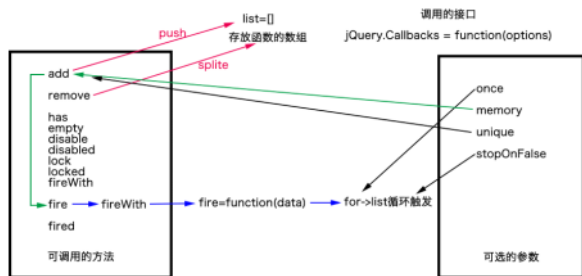 push
list=[]
存放函数的数组
splite
调用的接口
jQuery.Callbacks = function(options)
add
remove
has
empty
disable
disabled
lock
locked
fireWith
fire
fireWith
fire=function(data)
for->list循环触发
fired
可调用的方法
once
memory
unique
stopOnFalse
可选的参数